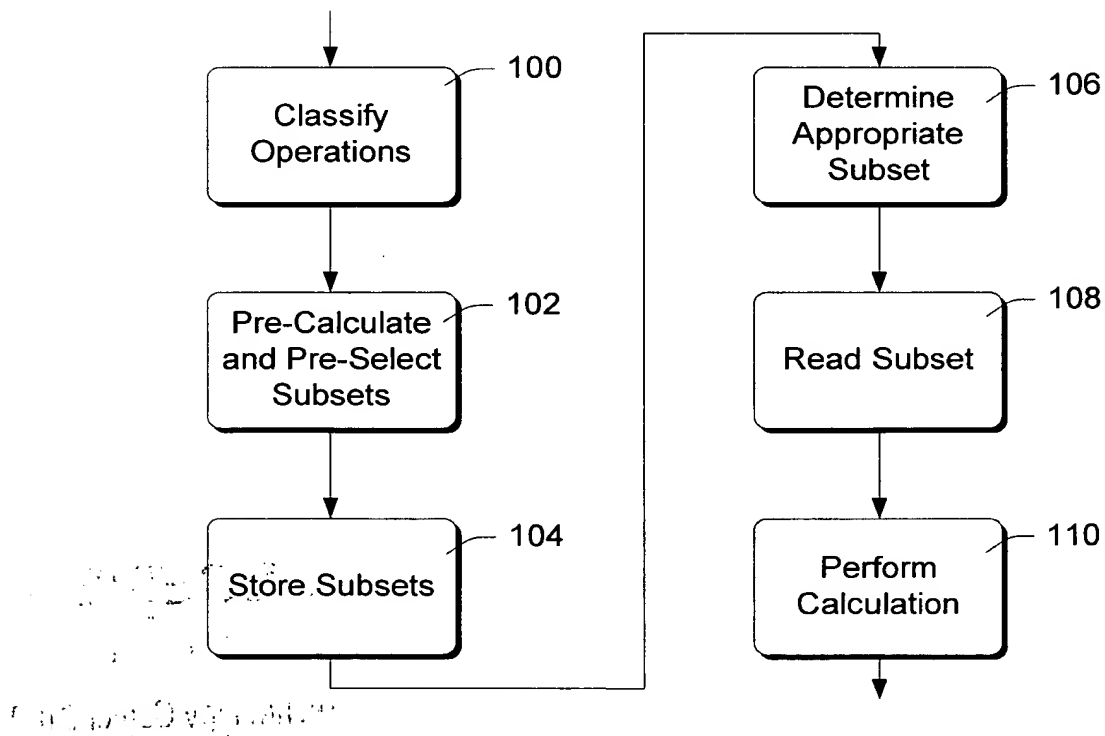 100
Classify
Operations
102
Pre-Calculate
and Pre-Select
Subsets
104
Store Subsets
106
Determine
Appropriate
Subset
108
Read Subset
110
Perform
Calculation